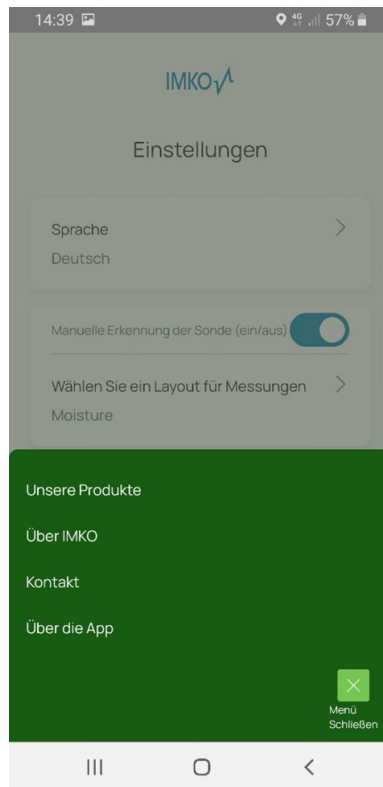 14:39
4G 57%
IMKO
Einstellungen
Sprache
Deutsch
Manuelle Erkennung der Sonde (ein/aus)
Wählen Sie ein Layout für Messungen
Moisture
Unsere Produkte
Über IMKO
Kontakt
Über die App
Menü
Schließen